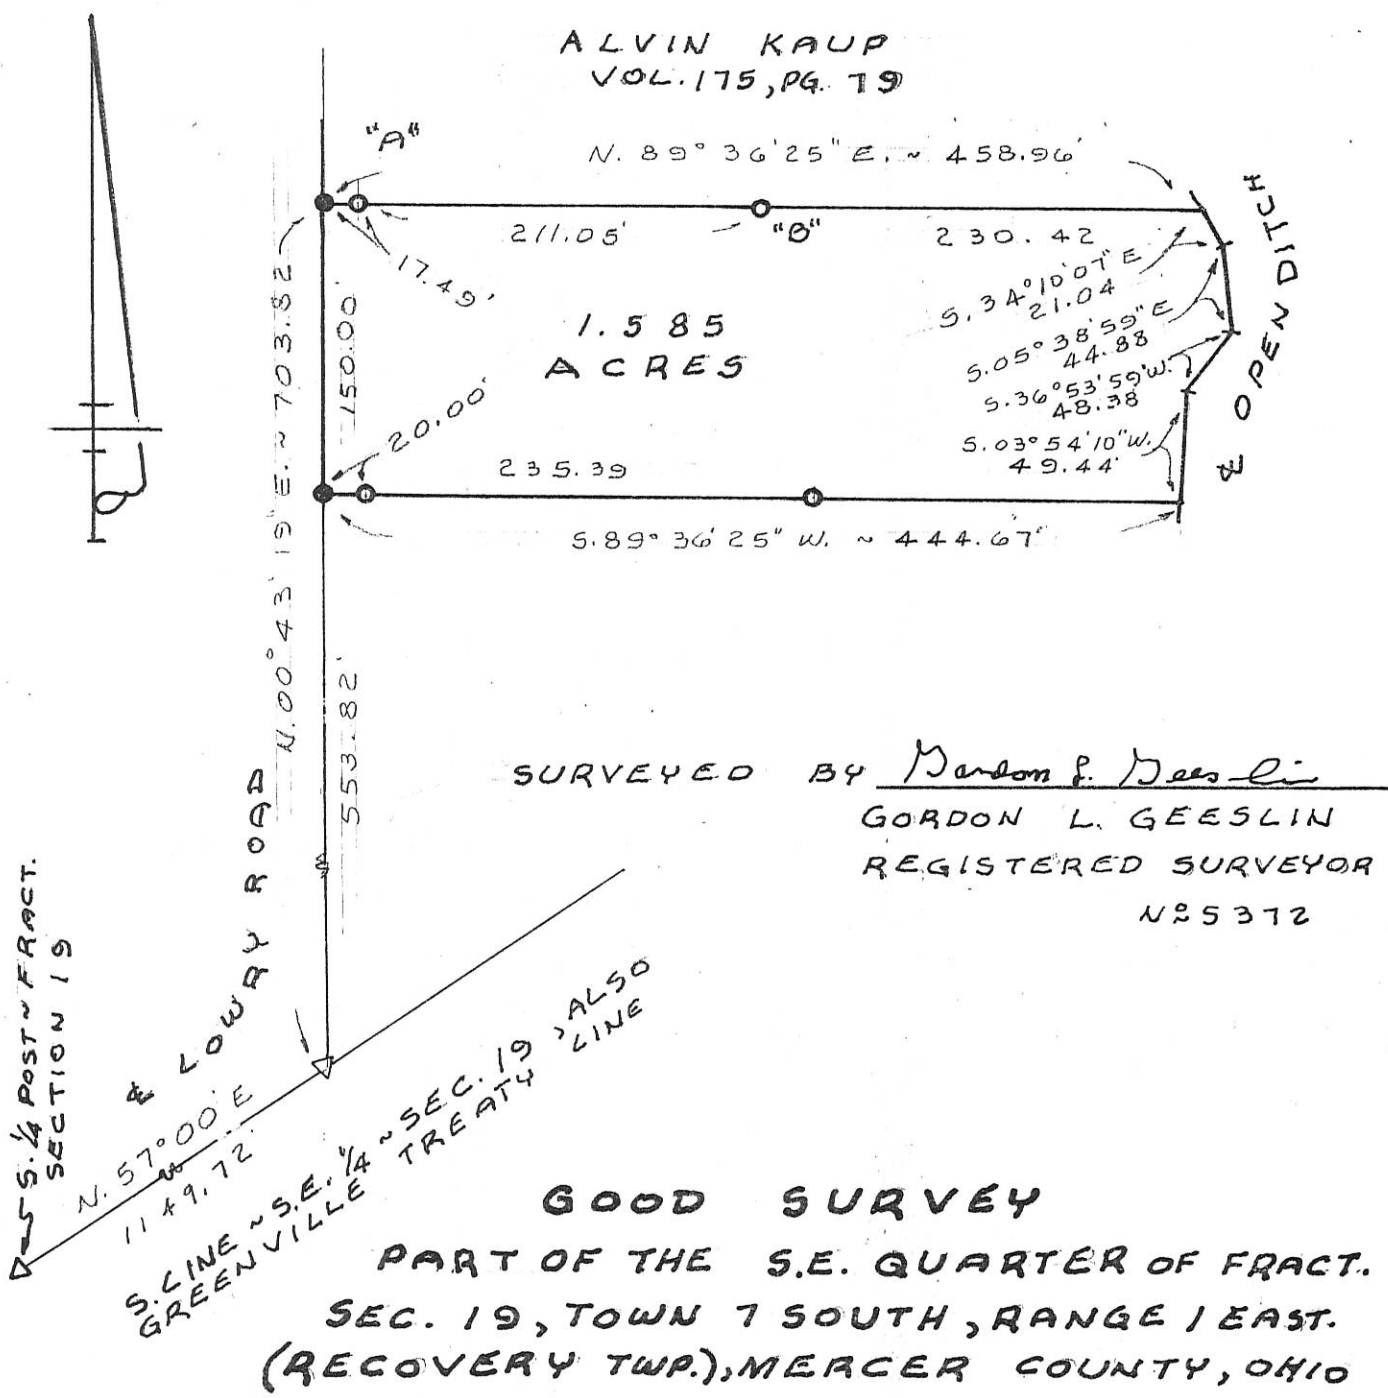 ALVIN KAUP
VOL. 175, PG. 79
"A"
N. 89° 36' 25" E. ~ 458.96'
211.05'
"B"
230.42
17.49'
OPEN DITCH
S. 34° 10' 07" E
21.04
S. 05° 38' 59" E
44.88
S. 36° 53' 59" W.
48.38
S. 03° 54' 10" W.
49.44'
1.585
ACRES
150.00'
20.00'
235.39
S. 89° 36' 25" W. ~ 444.67'
N. 00° 43' 19" E. ~ 703.82
553.82'
SURVEYED BY Gordon L. Geeslin
GORDON L. GEESLIN
REGISTERED SURVEYOR
Nº 5372
℄ LOWRY ROAD
S. 1/4 POST ~ FRACT.
SECTION 19
N. 57° 00' E
1149.72'
S. LINE ~ S.E. 1/4 ~ SEC. 19, ALSO
GREENVILLE TREATY LINE
GOOD SURVEY
PART OF THE S.E. QUARTER OF FRACT.
SEC. 19, TOWN 7 SOUTH, RANGE 1 EAST.
(RECOVERY TWP.), MERCER COUNTY, OHIO